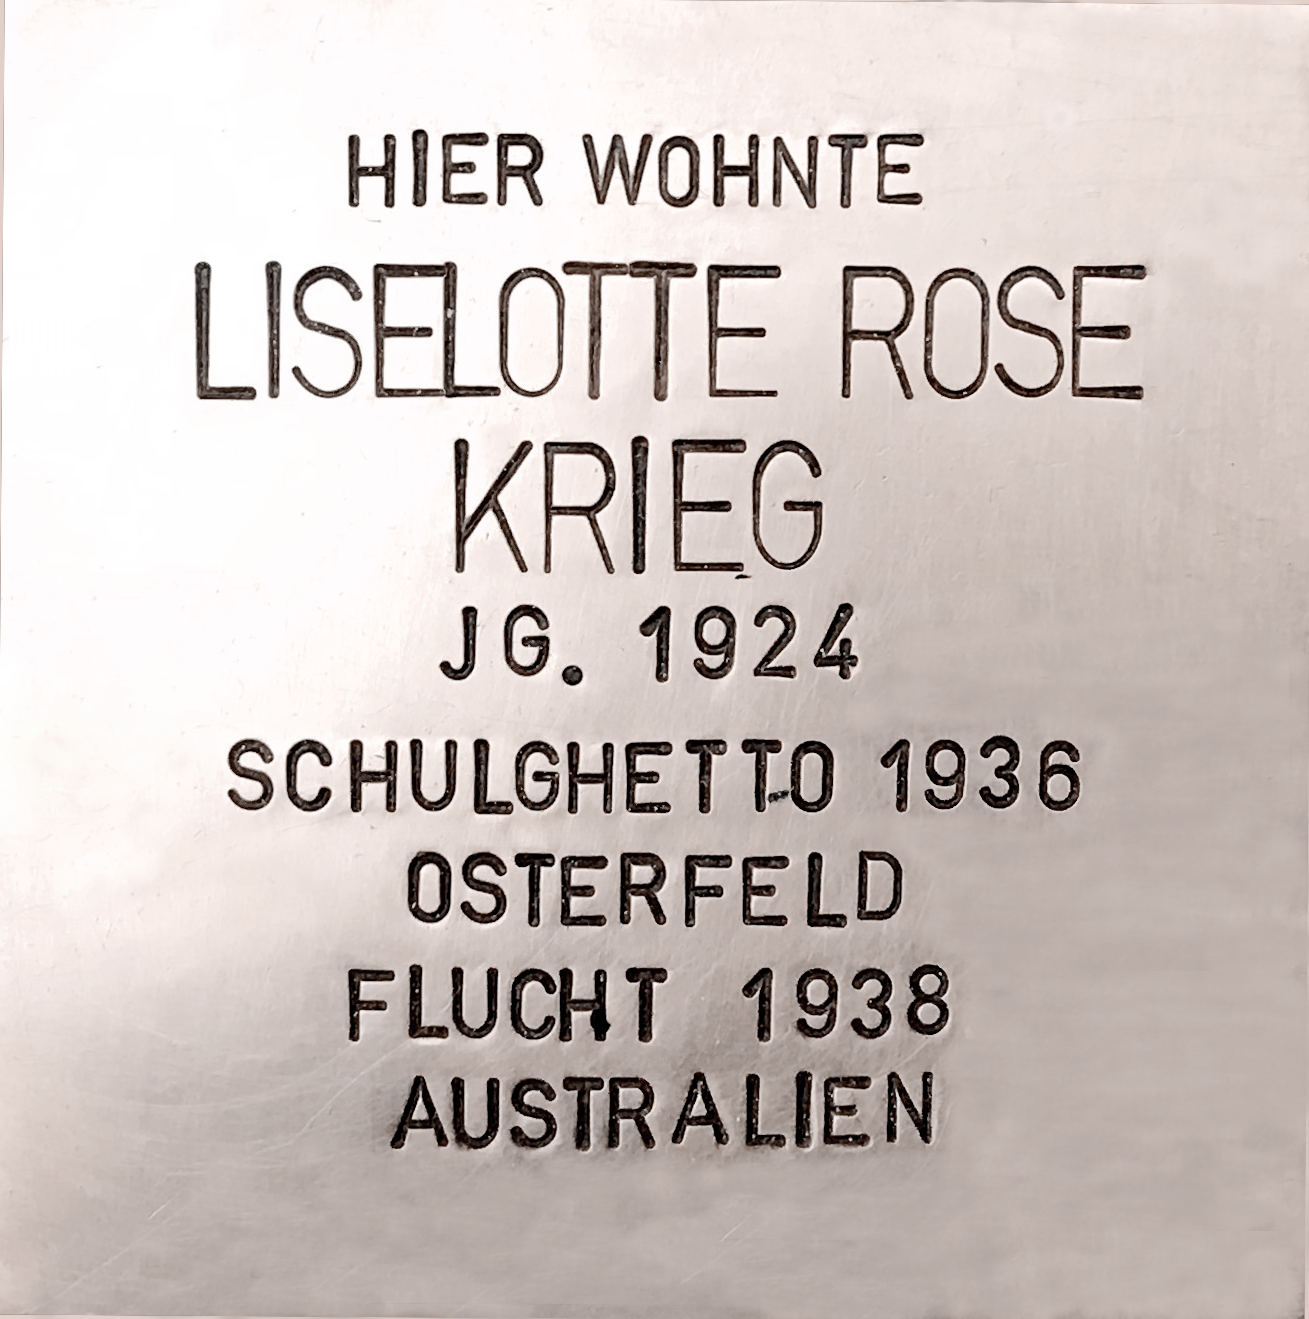 HIER WOHNTE
LISELOTTE ROSE
KRIEG
JG. 1924
SCHULGHETTO 1936
OSTERFELD
FLUCHT 1938
AUSTRALIEN